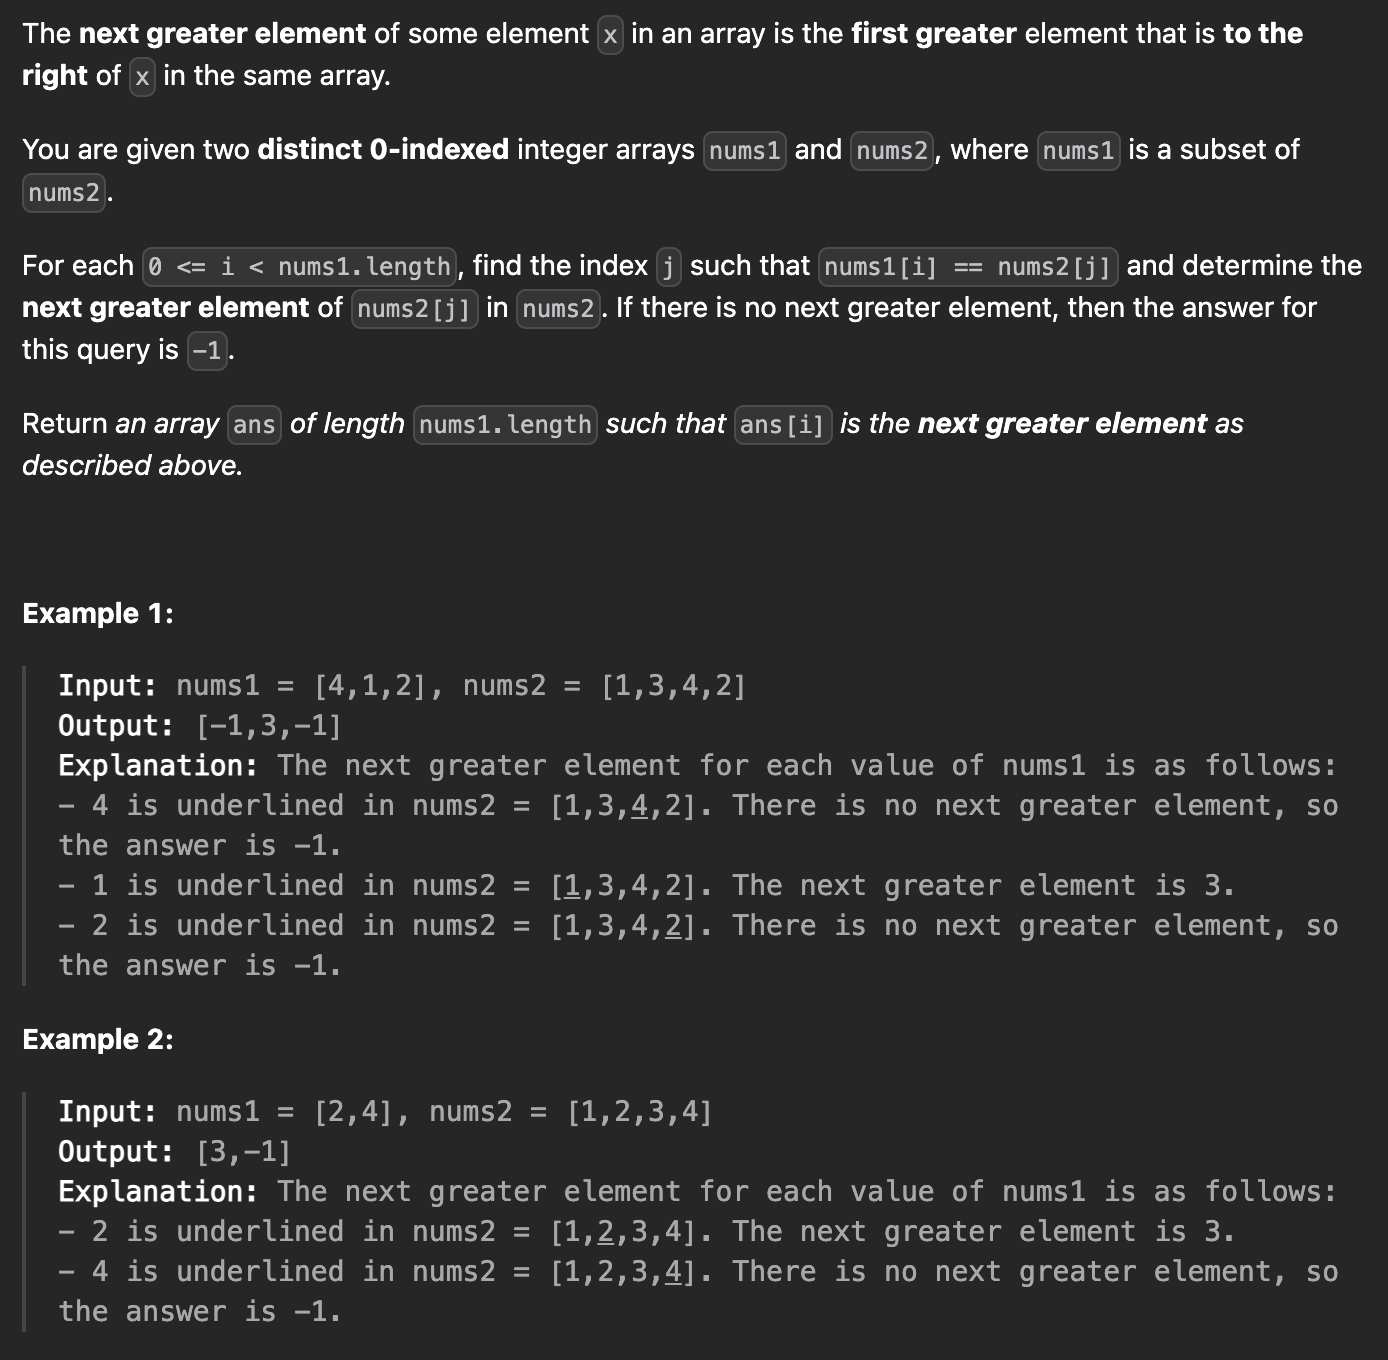 The next greater element of some element x in an array is the first greater element that is to the
right of x in the same array.
You are given two distinct 0-indexed integer arrays nums1 and nums2, where nums1 is a subset of
nums2.
For each 0 <= i < nums1.length, find the index j such that nums1[i] == nums2[j] and determine the
next greater element of nums2[j] in nums2. If there is no next greater element, then the answer for
this query is -1.
Return an array ans of length nums1.length such that ans[i] is the next greater element as
described above.
Example 1:
Input: nums1 = [4,1,2], nums2 = [1,3,4,2]
Output: [-1,3,-1]
Explanation: The next greater element for each value of nums1 is as follows:
- 4 is underlined in nums2 = [1,3,4,2]. There is no next greater element, so
the answer is -1.
- 1 is underlined in nums2 = [1,3,4,2]. The next greater element is 3.
- 2 is underlined in nums2 = [1,3,4,2]. There is no next greater element, so
the answer is -1.
Example 2:
Input: nums1 = [2,4], nums2 = [1,2,3,4]
Output: [3,-1]
Explanation: The next greater element for each value of nums1 is as follows:
- 2 is underlined in nums2 = [1,2,3,4]. The next greater element is 3.
- 4 is underlined in nums2 = [1,2,3,4]. There is no next greater element, so
the answer is -1.